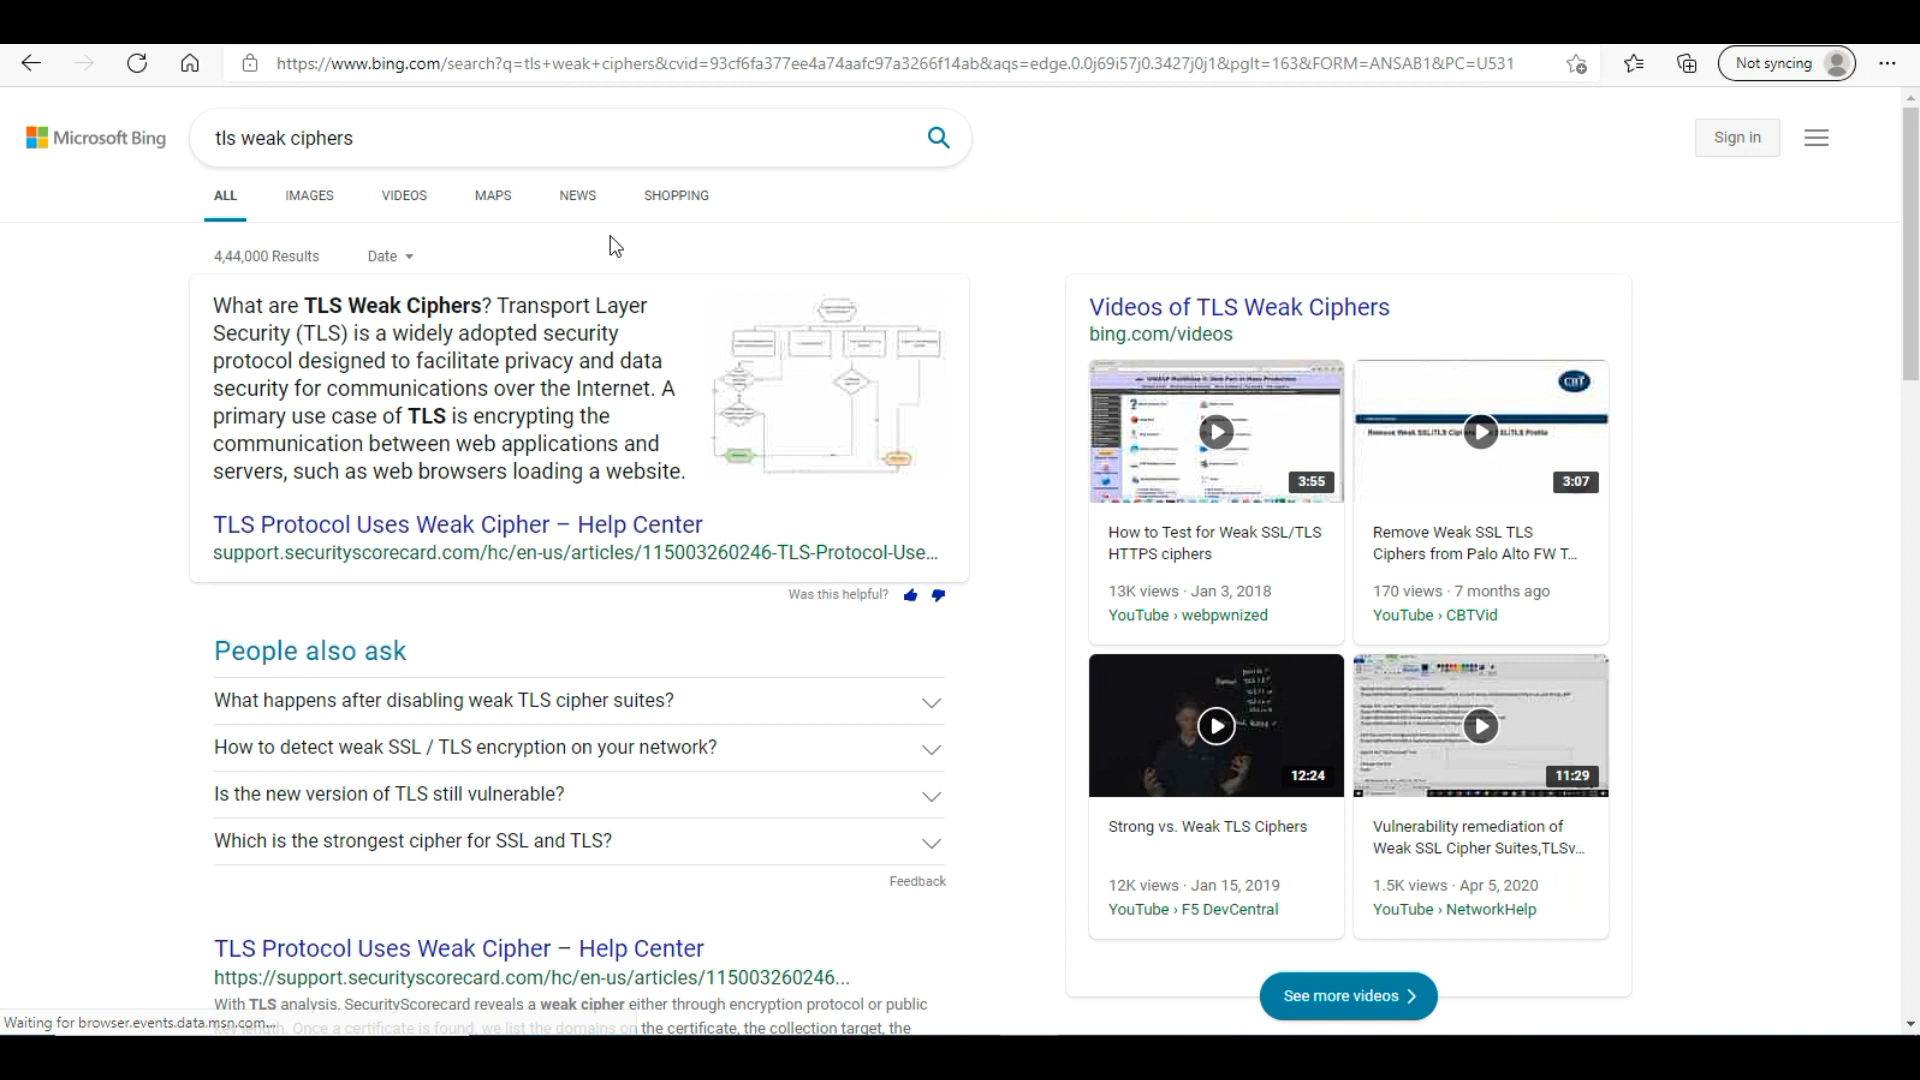 https://www.bing.com/search?q=tls+weak+ciphers&cvid=93cf6fa377ee4a74aafc97a3266f14ab&aqs=edge.0.0j69i57j0.3427j0j1&pglt=163&FORM=ANSAB1&PC=U531
Not syncing
Microsoft Bing
tls weak ciphers
Sign in
ALL IMAGES VIDEOS MAPS NEWS SHOPPING
4,44,000 Results Date
What are TLS Weak Ciphers? Transport Layer
Security (TLS) is a widely adopted security
protocol designed to facilitate privacy and data
security for communications over the Internet. A
primary use case of TLS is encrypting the
communication between web applications and
servers, such as web browsers loading a website.
TLS Protocol Uses Weak Cipher – Help Center
support.securityscorecard.com/hc/en-us/articles/115003260246-TLS-Protocol-Use...
Was this helpful?
People also ask
What happens after disabling weak TLS cipher suites?
How to detect weak SSL / TLS encryption on your network?
Is the new version of TLS still vulnerable?
Which is the strongest cipher for SSL and TLS?
Feedback
TLS Protocol Uses Weak Cipher – Help Center
https://support.securityscorecard.com/hc/en-us/articles/115003260246...
With TLS analysis, SecurityScorecard reveals a weak cipher either through encryption protocol or public
key length. Once a certificate is found, we list the domains on the certificate, the collection target, the
Waiting for browser.events.data.msn.com...
Videos of TLS Weak Ciphers
bing.com/videos
3:55
How to Test for Weak SSL/TLS
HTTPS ciphers
13K views · Jan 3, 2018
YouTube › webpwnized
CBT
3:07
Remove Weak SSL TLS
Ciphers from Palo Alto FW T...
170 views · 7 months ago
YouTube › CBTVid
12:24
Strong vs. Weak TLS Ciphers
12K views · Jan 15, 2019
YouTube › F5 DevCentral
11:29
Vulnerability remediation of
Weak SSL Cipher Suites,TLSv...
1.5K views · Apr 5, 2020
YouTube › NetworkHelp
See more videos